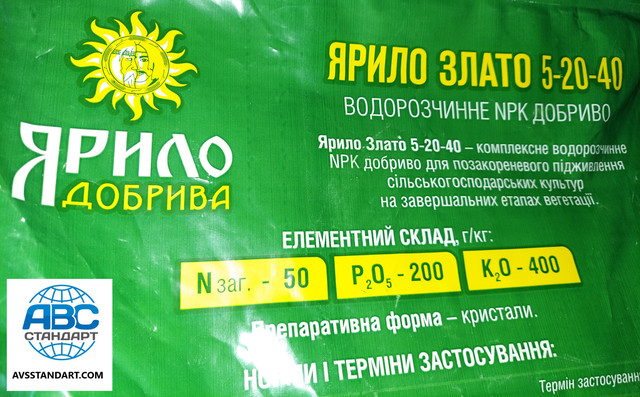 ЯРИЛО
ДОБРИВА
ЯРИЛО ЗЛАТО 5-20-40
ВОДОРОЗЧИННЕ NPK ДОБРИВО
Ярило Злато 5-20-40 – комплексне водорозчинне
NPK добриво для позакореневого підживлення
сільськогосподарських культур
на завершальних етапах вегетації.
ЕЛЕМЕНТНИЙ СКЛАД, г/кг:
N заг. - 50
P₂O₅ - 200
K₂O - 400
Препаративна форма – кристали.
І ТЕРМІНИ ЗАСТОСУВАННЯ:
Термін застосування
АВС
СТАНДАРТ
AVSSTANDART.COM